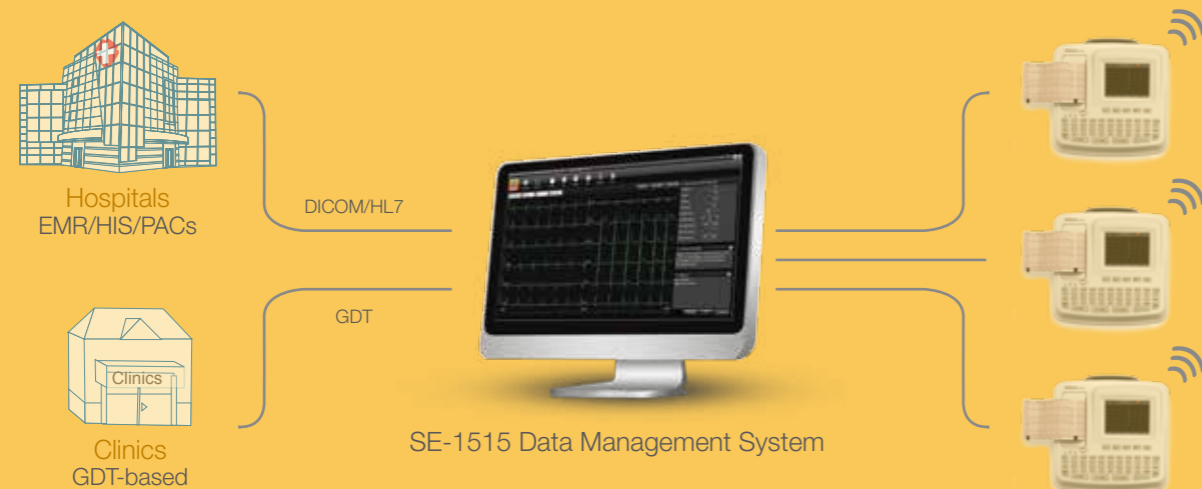 Hospitals
EMR/HIS/PACs
DICOM/HL7
GDT
Clinics
Clinics
GDT-based
SE-1515 Data Management System